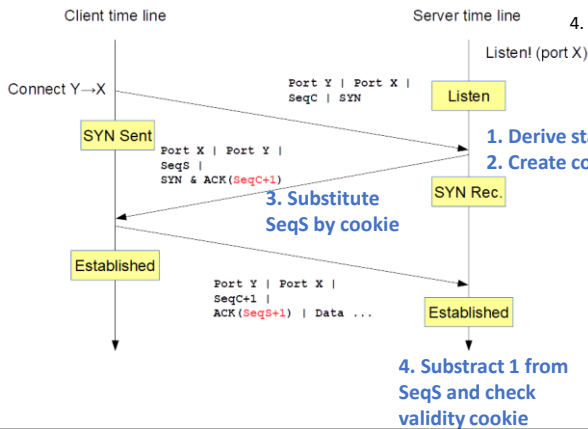 Client time line
Server time line
4.
Listen! (port X)
Connect Y→X
Port Y | Port X |
SeqC | SYN
Listen
SYN Sent
1. Derive
2. Create
Port X | Port Y |
SeqS |
SYN & ACK(SeqC+1)
3. Substitute
SeqS by cookie
SYN Rec.
Established
Port Y | Port X |
SeqC+1 |
ACK(SeqS+1) | Data ...
Established
4. Substract 1 from
SeqS and check
validity cookie